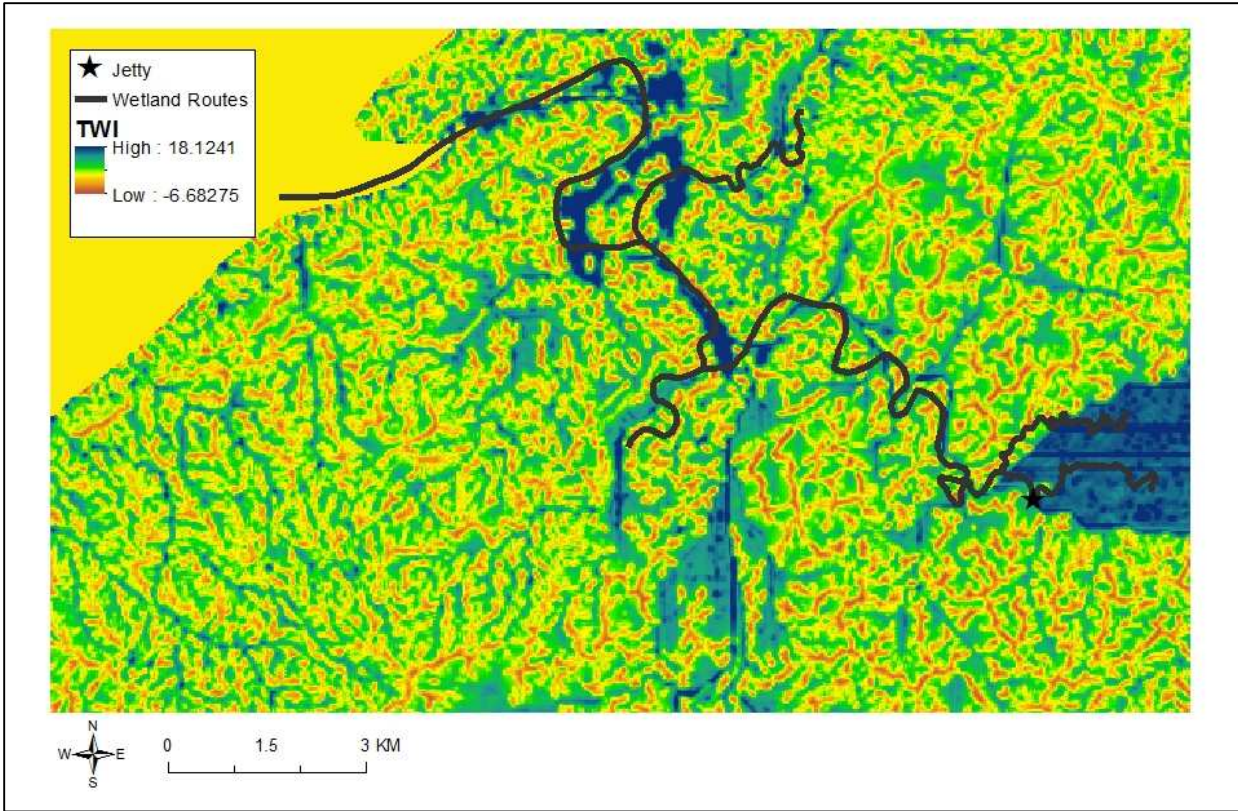 Jetty
Wetland Routes
TWI
High : 18.1241
Low : -6.68275
N
W E
S
0 1.5 3 KM